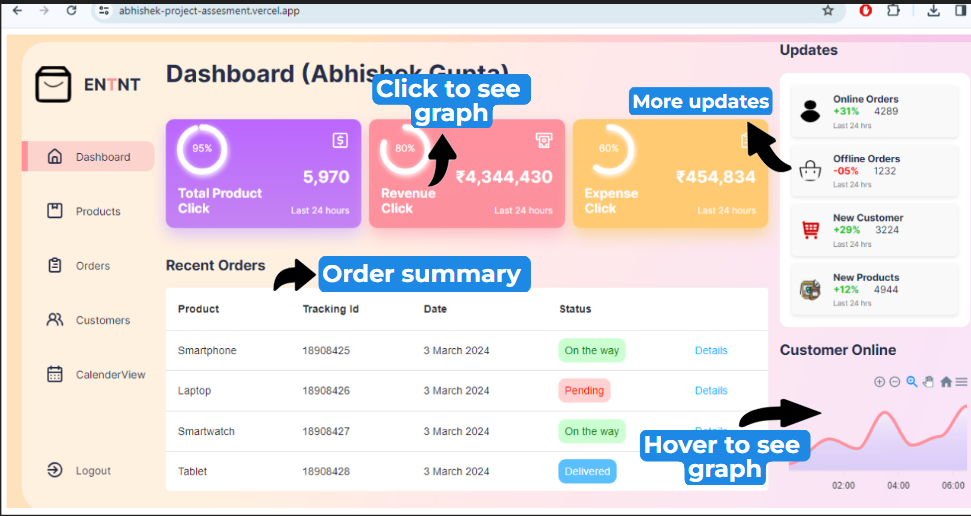 abhishek-project-assesment.vercel.app
ENTNT
Dashboard
Products
Orders
Customers
CalenderView
Logout
Dashboard (Abhishek Gupta)
Click to see
graph
More updates
95%
5,970
Total Product
Click
Last 24 hours
80%
₹4,344,430
Revenue
Click
Last 24 hours
60%
₹454,834
Expense
Click
Last 24 hours
Recent Orders
Order summary
Product Tracking Id Date Status
Smartphone 18908425 3 March 2024 On the way Details
Laptop 18908426 3 March 2024 Pending Details
Smartwatch 18908427 3 March 2024 On the way Details
Tablet 18908428 3 March 2024 Delivered
Updates
Online Orders
+31% 4289
Last 24 hrs
Offline Orders
-05% 1232
Last 24 hrs
New Customer
+29% 3224
Last 24 hrs
New Products
+12% 4944
Last 24 hrs
Customer Online
Hover to see
graph
02:00 04:00 06:00